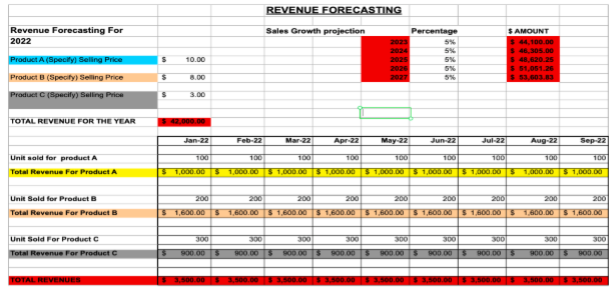 REVENUE FORECASTING
Revenue Forecasting For 2022 Sales Growth projection Percentage $ AMOUNT
2023 5% $ 44,100.00
2024 5% $ 46,305.00
Product A (Specify) Selling Price $ 10.00 2025 5% $ 48,620.25
2026 5% $ 51,051.26
Product B (Specify) Selling Price $ 8.00 2027 5% $ 53,603.83
Product C (Specify) Selling Price $ 3.00
TOTAL REVENUE FOR THE YEAR $ 42,000.00
Jan-22 Feb-22 Mar-22 Apr-22 May-22 Jun-22 Jul-22 Aug-22 Sep-22
Unit sold for product A 100 100 100 100 100 100 100 100 100
Total Revenue For Product A $ 1,000.00 $ 1,000.00 $ 1,000.00 $ 1,000.00 $ 1,000.00 $ 1,000.00 $ 1,000.00 $ 1,000.00 $ 1,000.00
Unit Sold for Product B 200 200 200 200 200 200 200 200 200
Total Revenue For Product B $ 1,600.00 $ 1,600.00 $ 1,600.00 $ 1,600.00 $ 1,600.00 $ 1,600.00 $ 1,600.00 $ 1,600.00 $ 1,600.00
Unit Sold For Product C 300 300 300 300 300 300 300 300 300
Total Revenue For Product C $ 900.00 $ 900.00 $ 900.00 $ 900.00 $ 900.00 $ 900.00 $ 900.00 $ 900.00 $ 900.00
TOTAL REVENUES $ 3,500.00 $ 3,500.00 $ 3,500.00 $ 3,500.00 $ 3,500.00 $ 3,500.00 $ 3,500.00 $ 3,500.00 $ 3,500.00